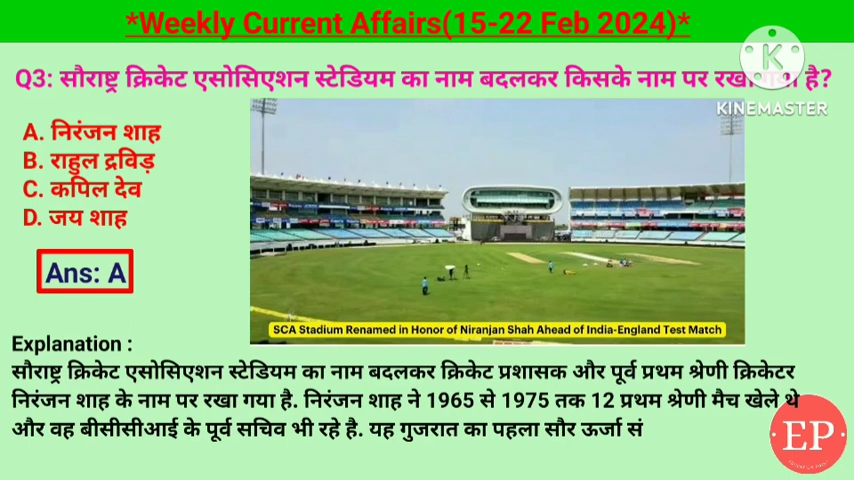 *Weekly Current Affairs(15-22 Feb 2024)*
Q3: सौराष्ट्र क्रिकेट एसोसिएशन स्टेडियम का नाम बदलकर किसके नाम पर रखा गया है?
KINEMASTER
A. निरंजन शाह
B. राहुल द्रविड़
C. कपिल देव
D. जय शाह
Ans: A
SCA Stadium Renamed in Honor of Niranjan Shah Ahead of India-England Test Match
Explanation :
सौराष्ट्र क्रिकेट एसोसिएशन स्टेडियम का नाम बदलकर क्रिकेट प्रशासक और पूर्व प्रथम श्रेणी क्रिकेटर
निरंजन शाह के नाम पर रखा गया है. निरंजन शाह ने 1965 से 1975 तक 12 प्रथम श्रेणी मैच खेले थे
और वह बीसीसीआई के पूर्व सचिव भी रहे है. यह गुजरात का पहला सौर ऊर्जा सं
EP